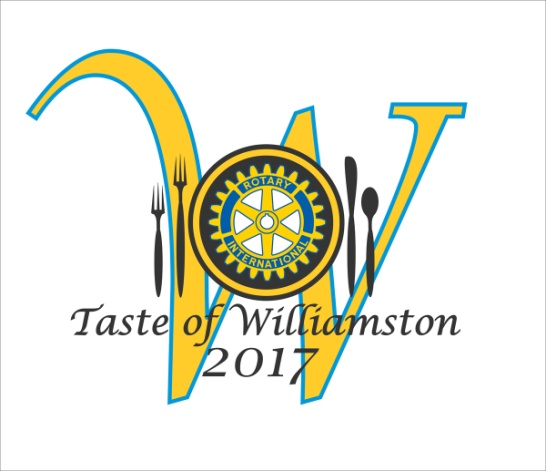 W
ROTARY
INTERNATIONAL
Taste of Williamston
2017